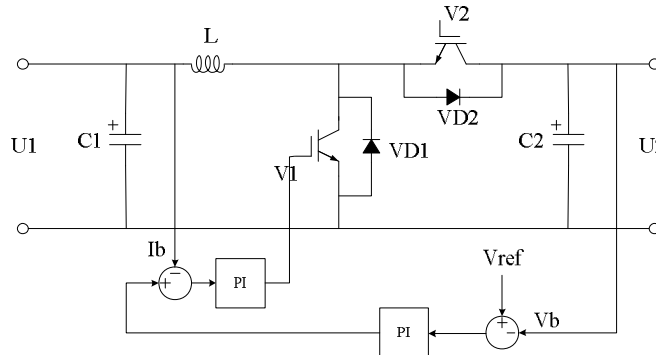 V2
L
+
C1
U1
V1
VD1
VD2
+
C2
Ib
−
+
PI
Vref
+
−
Vb
PI